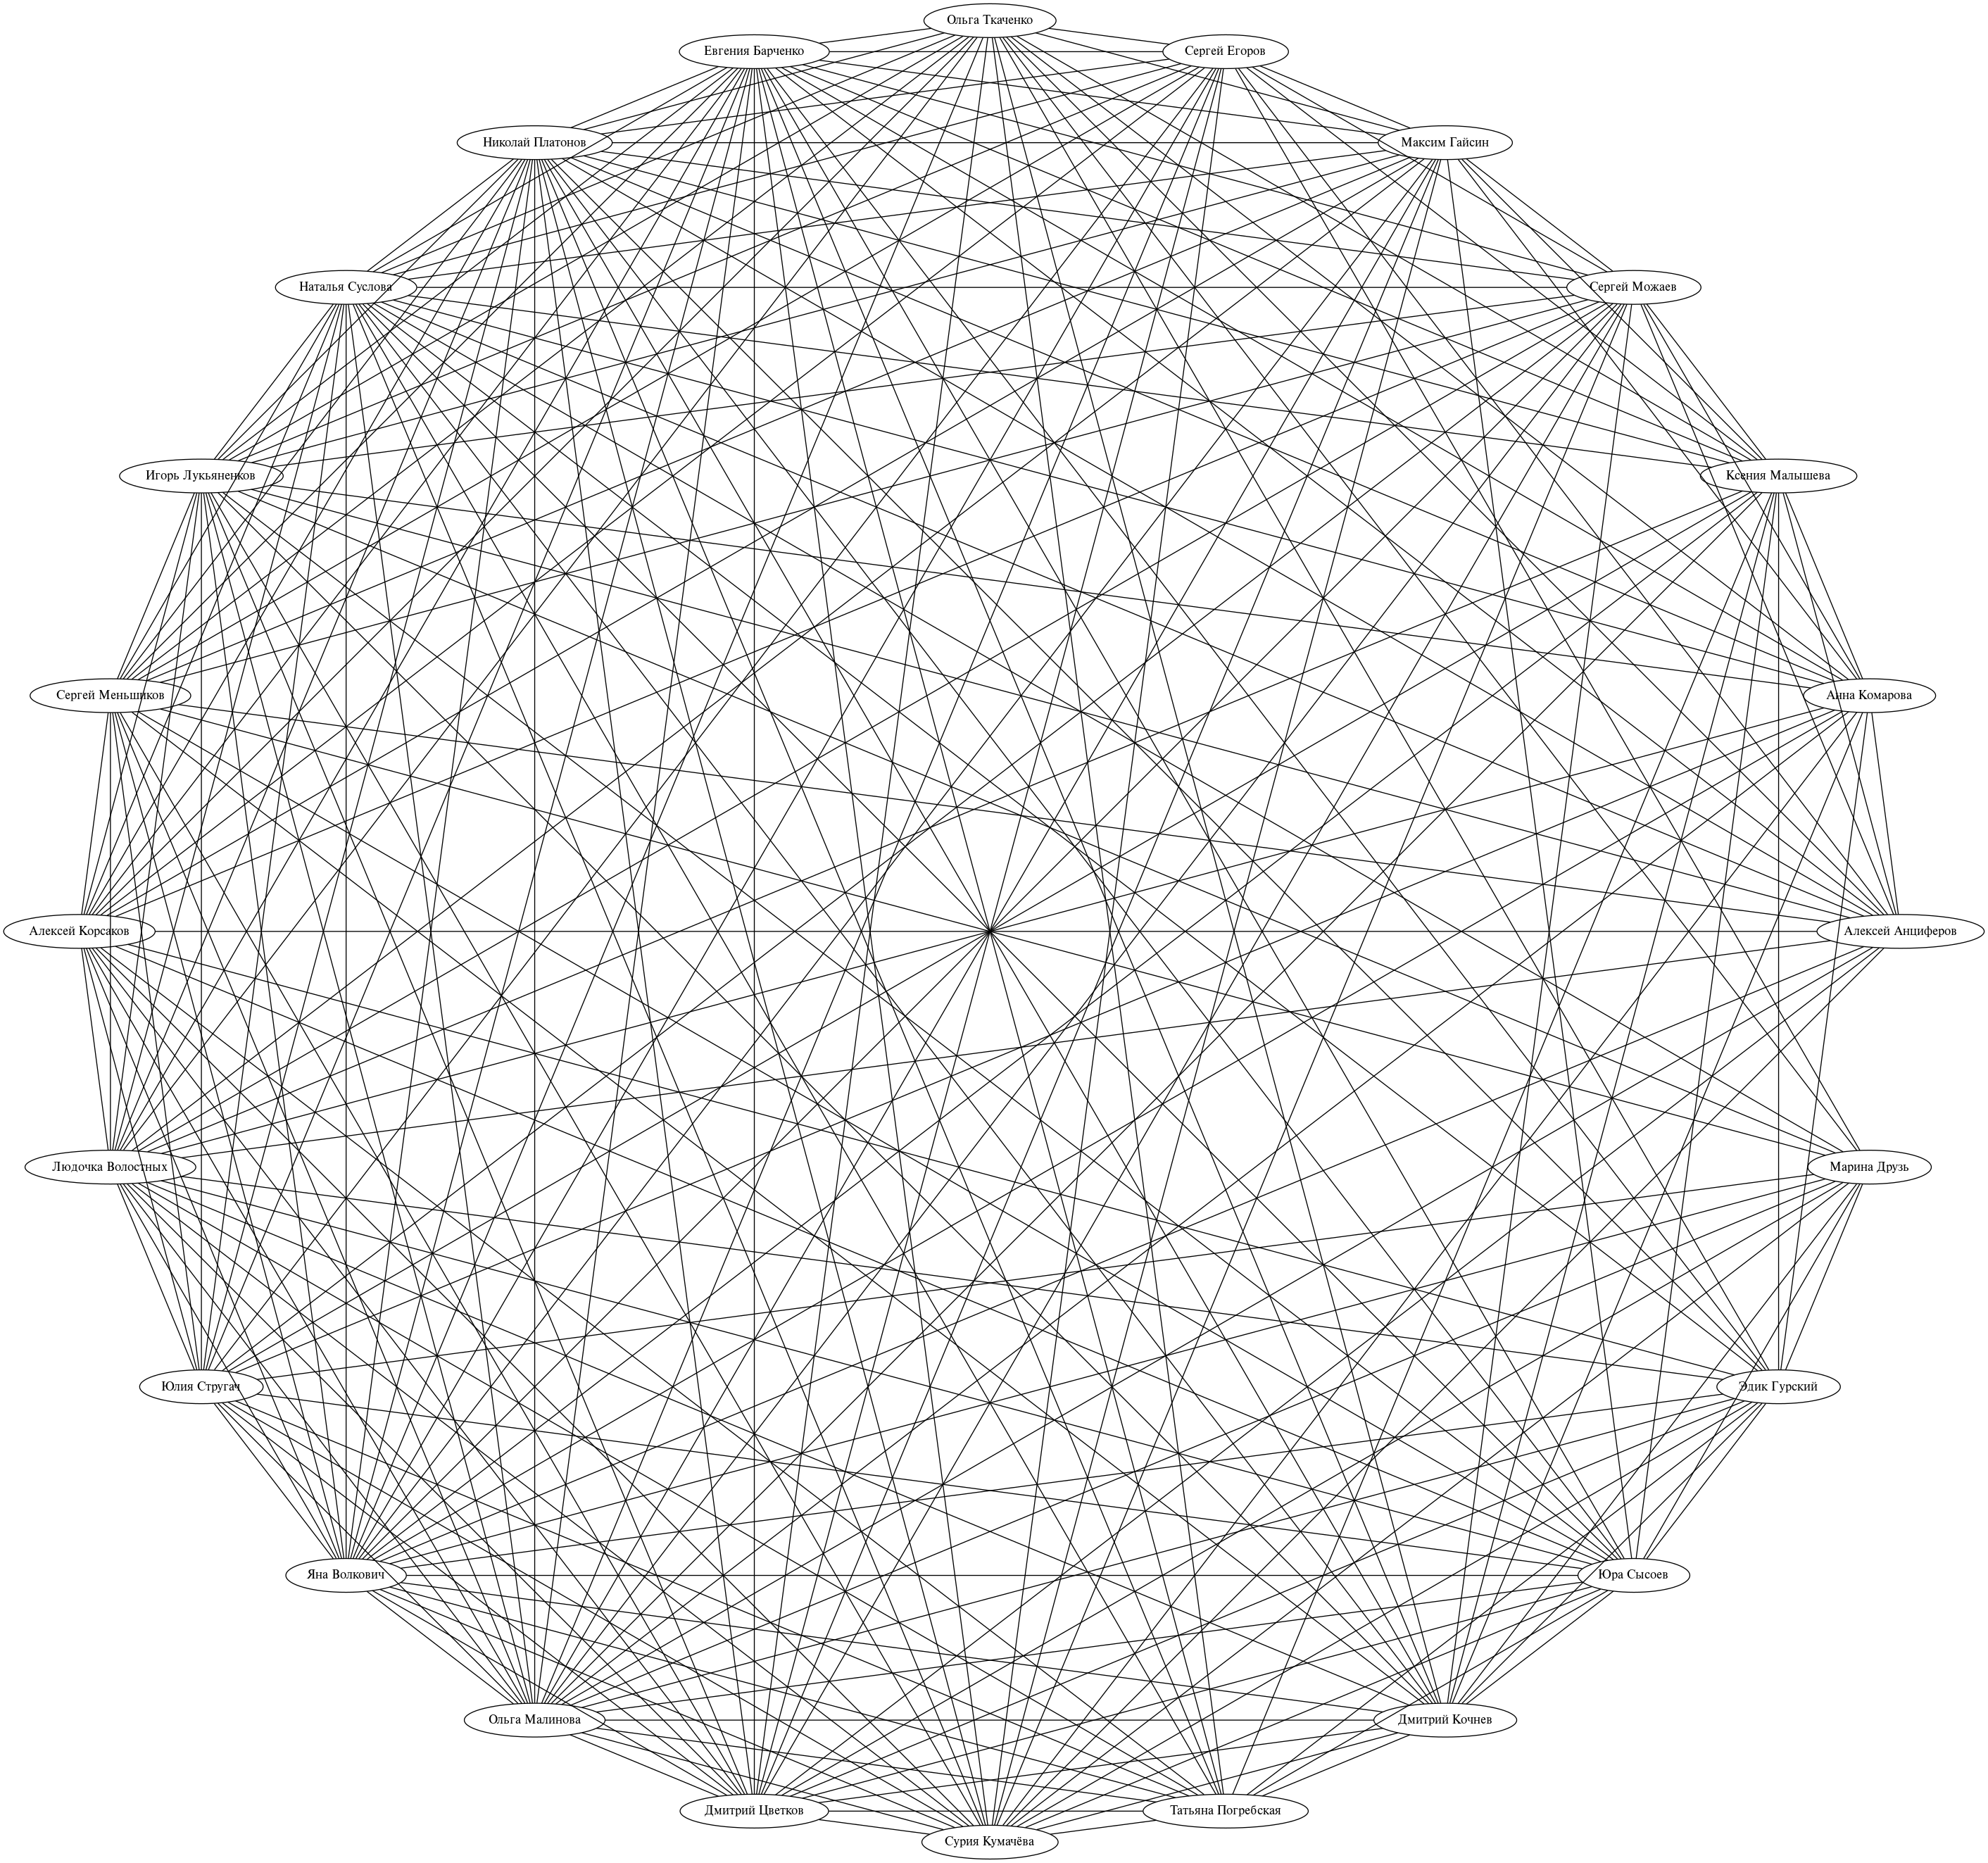 Ольга Ткаченко
Евгения Барченко
Сергей Егоров
Николай Платонов
Максим Гайсин
Наталья Суслова
Сергей Можаев
Игорь Лукьяненков
Ксения Малышева
Сергей Меньшиков
Анна Комарова
Алексей Корсаков
Алексей Анциферов
Людочка Волостных
Марина Друзь
Юлия Стругач
Эдик Гурский
Яна Волкович
Юра Сысоев
Ольга Малинова
Дмитрий Кочнев
Дмитрий Цветков
Татьяна Погребская
Сурия Кумачёва